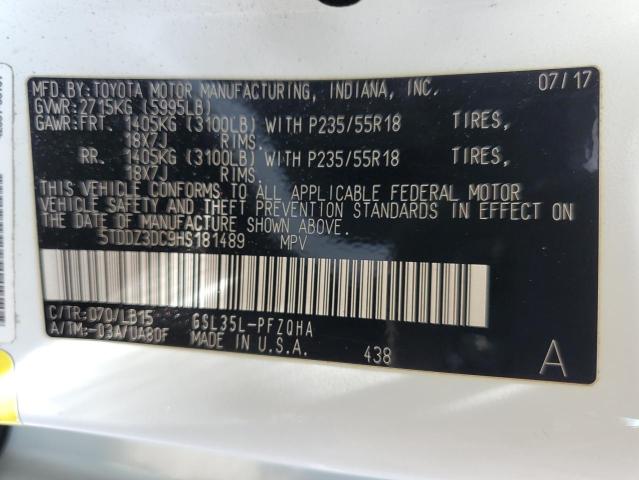 MFD.BY:TOYOTA MOTOR MANUFACTURING, INDIANA, INC. 07/17
GVWR:2715KG (5995LB)
GAWR:FRT. 1405KG (3100LB) WITH P235/55R18 TIRES,
18X7J RIMS.
RR. 1405KG (3100LB) WITH P235/55R18 TIRES,
18X7J RIMS.
THIS VEHICLE CONFORMS TO ALL APPLICABLE FEDERAL MOTOR
VEHICLE SAFETY AND THEFT PREVENTION STANDARDS IN EFFECT ON
THE DATE OF MANUFACTURE SHOWN ABOVE.
5TDDZ3DC9HS181489 MPV
C/TR:070/LB15 GSL35L-PFZQHA
A/TM:-03A/UA80F MADE IN U.S.A. 438 A